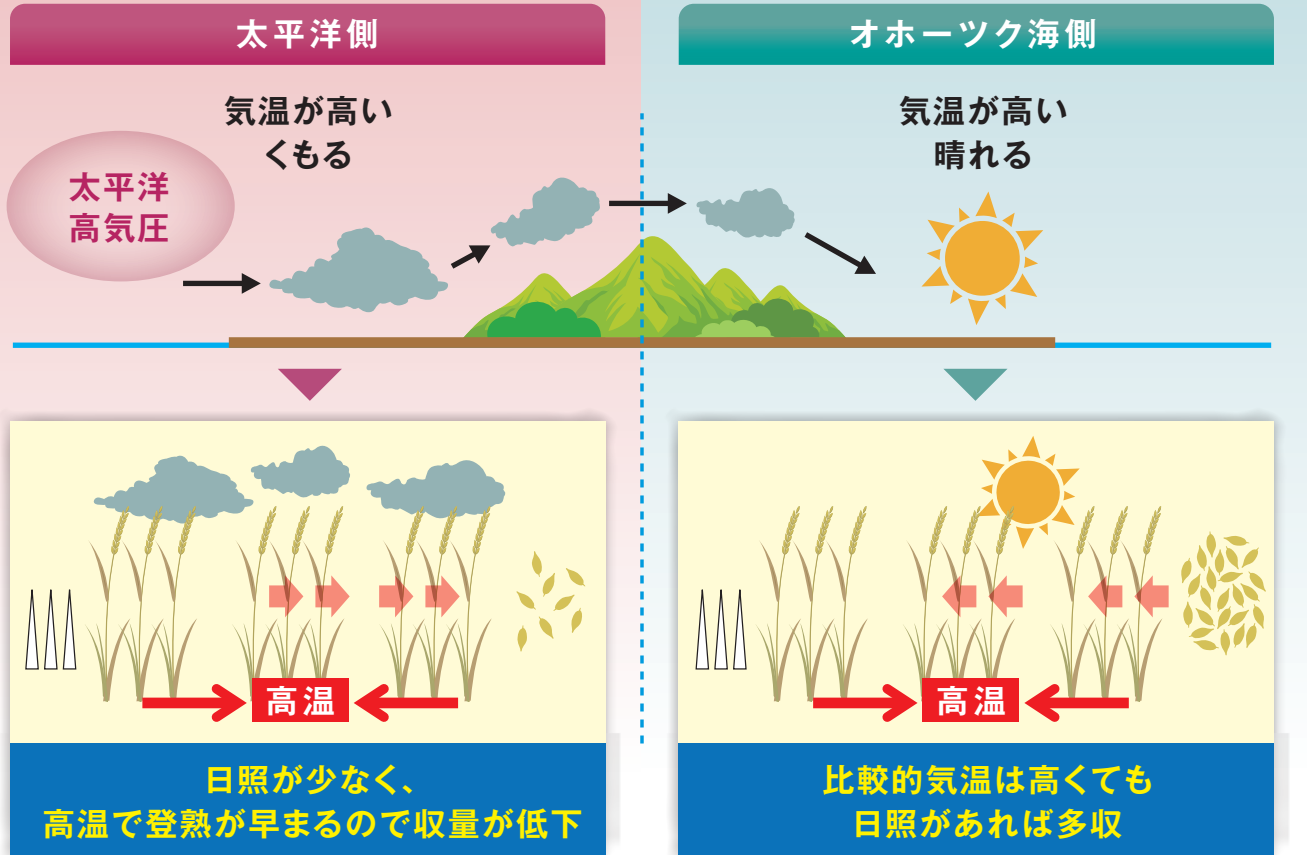 太平洋側
気温が高い
くもる
太平洋
高気圧
高温
日照が少なく、
高温で登熟が早まるので収量が低下
オホーツク海側
気温が高い
晴れる
高温
比較的気温は高くても
日照があれば多収